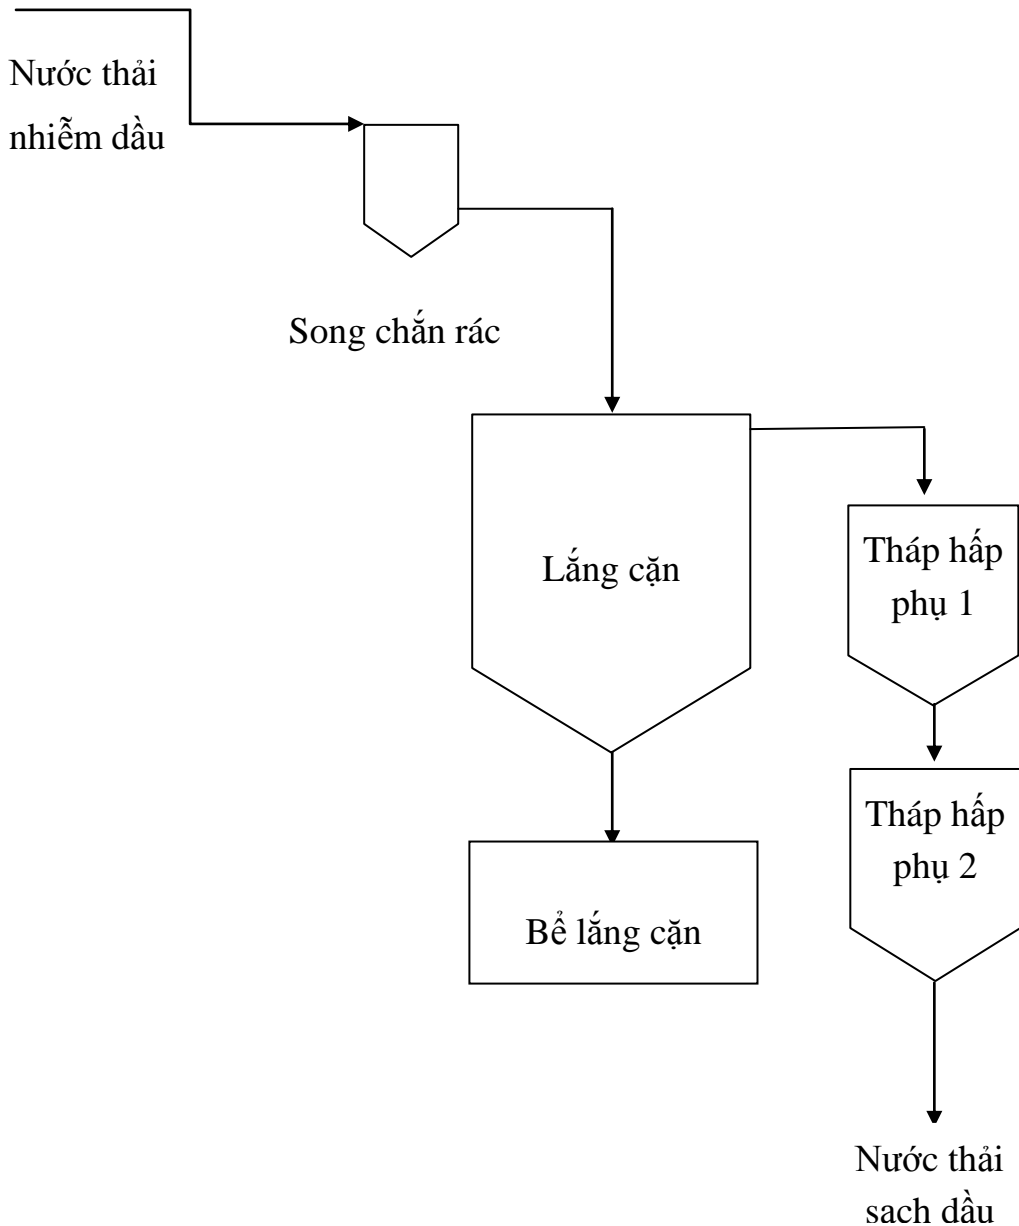 Nước thải
nhiễm dầu
Song chắn rác
Lắng cặn
Tháp hấp
phụ 1
Tháp hấp
phụ 2
Bể lắng cặn
Nước thải
sạch dầu